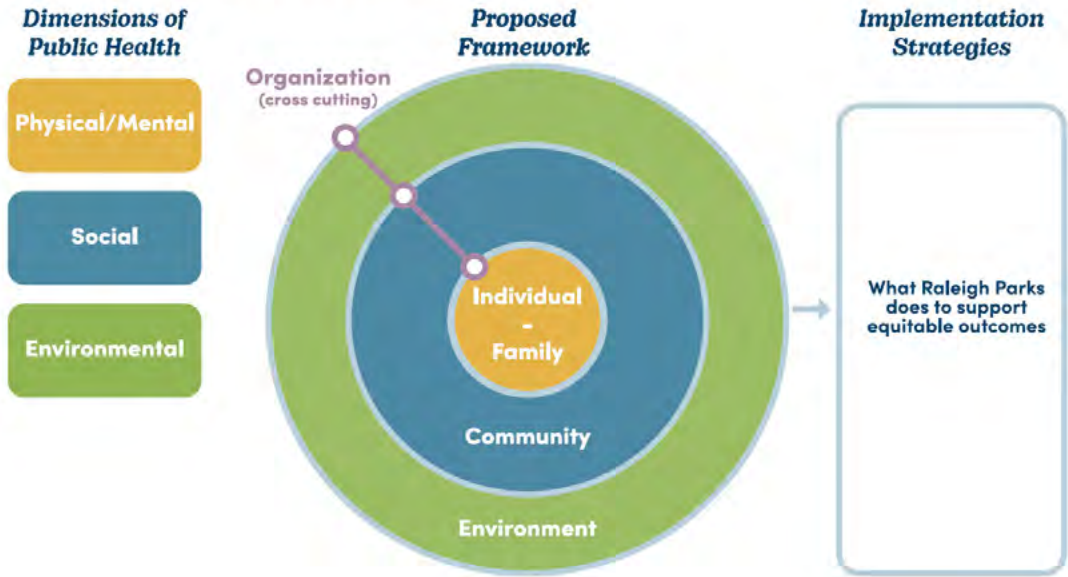 Dimensions of
Public Health
Physical/Mental
Social
Environmental
Proposed
Framework
Organization
(cross cutting)
Individual
-
Family
Community
Environment
Implementation
Strategies
What Raleigh Parks
does to support
equitable outcomes